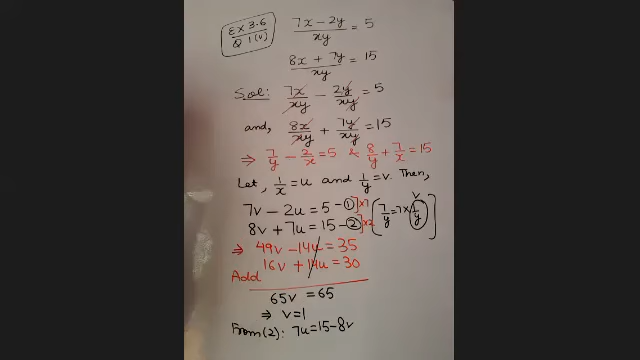 EX 3.6
Q 1(v)
7x-2y/xy = 5
8x + 7y/xy = 15
Sol: 7x/xy - 2y/xy = 5
and, 8x/xy + 7y/xy = 15
⇒ 7/y - 2/x = 5 & 8/y + 7/x = 15
Let, 1/x = u and 1/y = v. Then,
7v - 2u = 5 - ① ]×7
8v + 7u = 15 - ② ]×2
(7/y = 7 × 1/y) v
⇒ 49v - 14u = 35
16v + 14u = 30
Add
65v = 65
⇒ v = 1
From (2): 7u = 15 - 8v